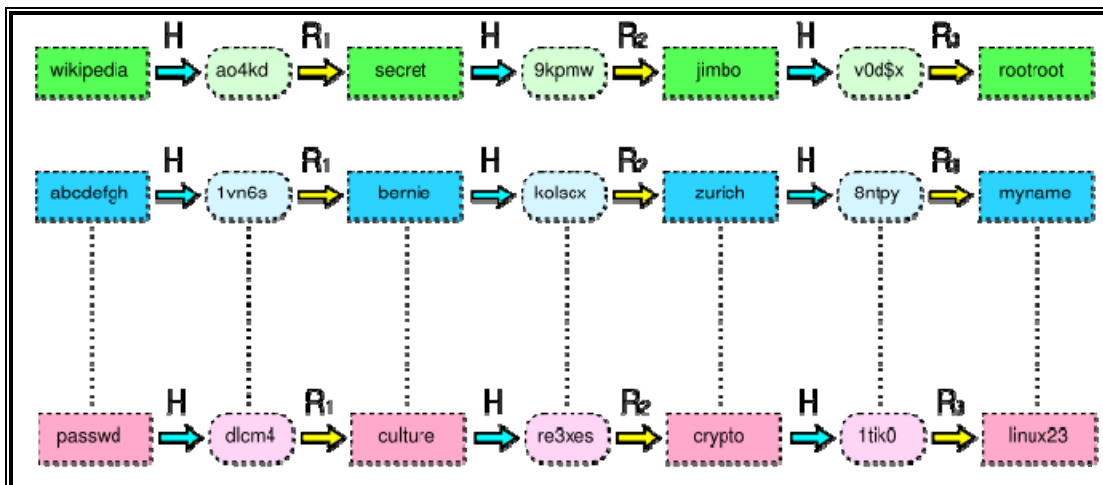 H R1 H R2 H R3
wikipedia ao4kd secret 9kpmw jimbo v0d$x rootroot
H R1 H R2 H R3
abcdefgh 1vn6s bernie kolscx zurich 8ntpy myname
H R1 H R2 H R3
passwd dlcm4 culture re3xes crypto 1tik0 linux23